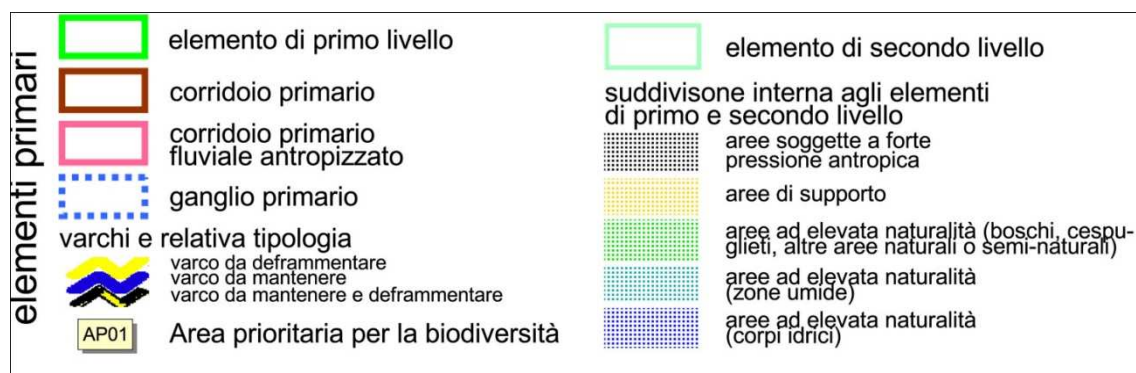 elementi primari
elemento di primo livello
corridoio primario
corridoio primario
fluviale antropizzato
ganglio primario
varchi e relativa tipologia
varco da deframmentare
varco da mantenere
varco da mantenere e deframmentare
AP01
Area prioritaria per la biodiversità
elemento di secondo livello
suddivisone interna agli elementi
di primo e secondo livello
aree soggette a forte
pressione antropica
aree di supporto
aree ad elevata naturalità (boschi, cespu-
glieti, altre aree naturali o semi-naturali)
aree ad elevata naturalità
(zone umide)
aree ad elevata naturalità
(corpi idrici)